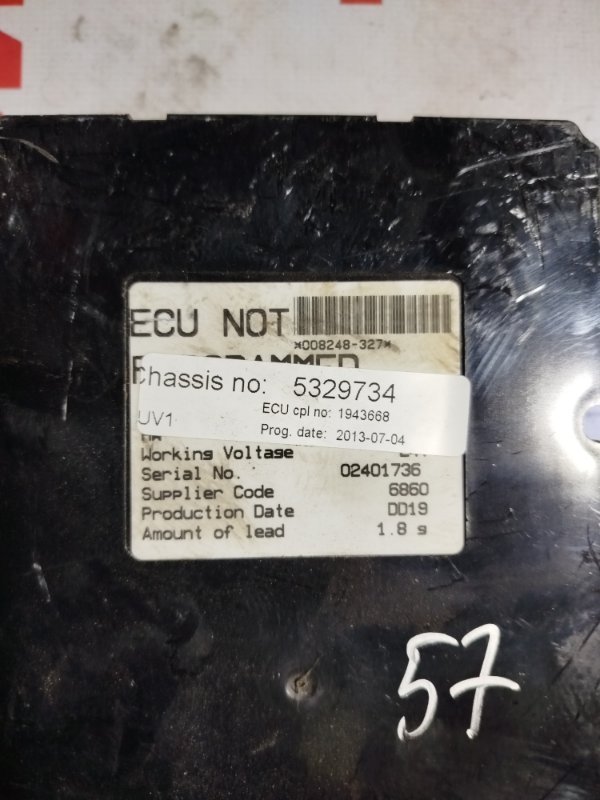 ECU NOT
*008248-327*
PROGRAMMED
Chassis no: 5329734
ECU cpl no: 1943668
UV1
Prog. date: 2013-07-04
Working Voltage
Serial No. 02401736
Supplier Code 6860
Production Date DD19
Amount of lead 1.8 g
57